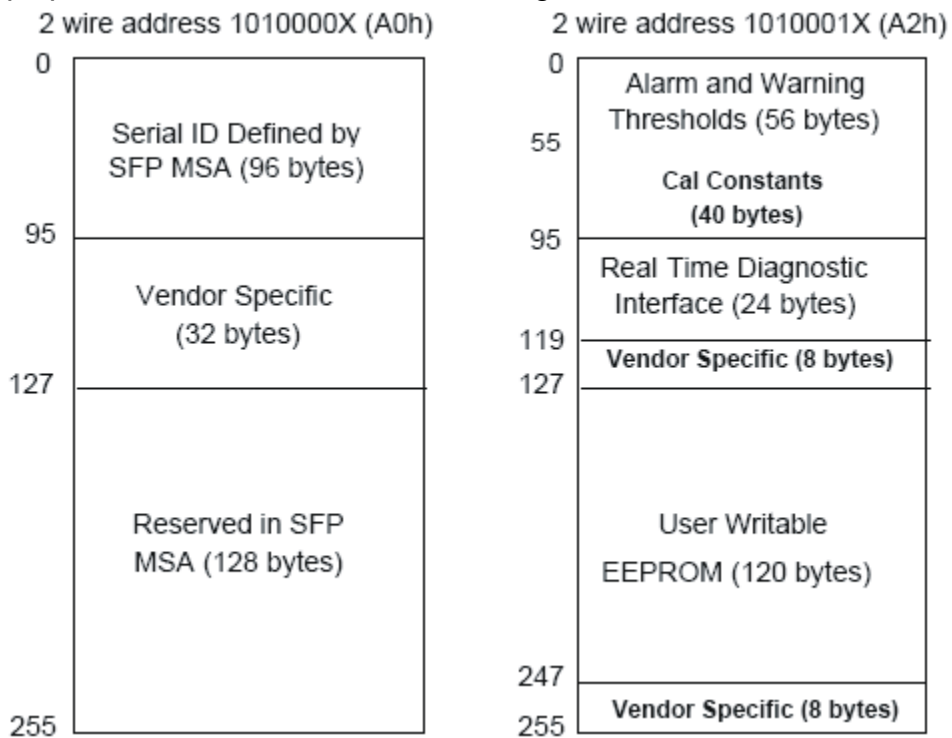 2 wire address 1010000X (A0h)
0
Serial ID Defined by
SFP MSA (96 bytes)
95
Vendor Specific
(32 bytes)
127
Reserved in SFP
MSA (128 bytes)
255
2 wire address 1010001X (A2h)
0
Alarm and Warning
Thresholds (56 bytes)
55
Cal Constants
(40 bytes)
95
Real Time Diagnostic
Interface (24 bytes)
119
Vendor Specific (8 bytes)
127
User Writable
EEPROM (120 bytes)
247
Vendor Specific (8 bytes)
255